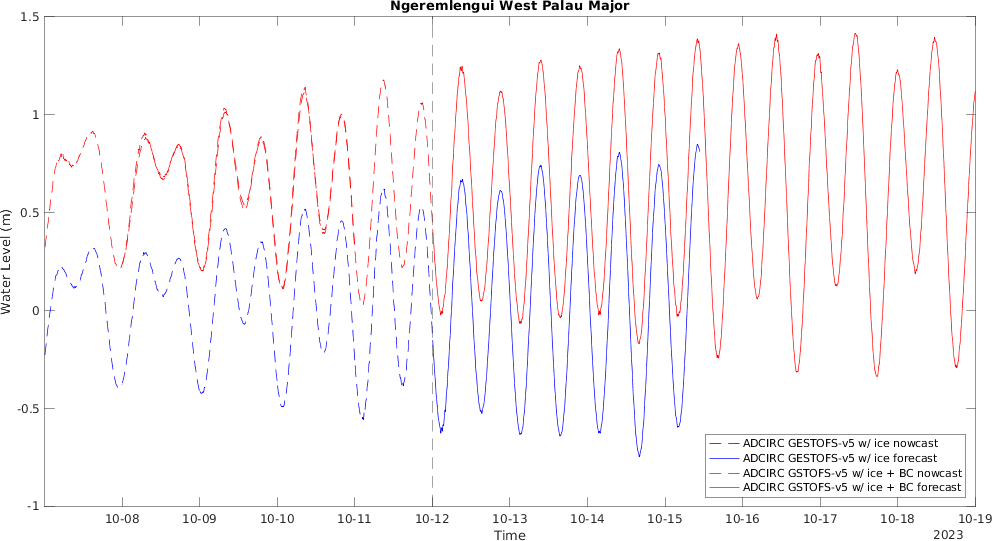 Ngeremlengui West Palau Major
1.5
1
0.5
0
-0.5
-1
Water Level (m)
10-08 10-09 10-10 10-11 10-12 10-13 10-14 10-15 10-16 10-17 10-18 10-19
Time
2023
ADCIRC GESTOFS-v5 w/ ice nowcast
ADCIRC GESTOFS-v5 w/ ice forecast
ADCIRC GSTOFS-v5 w/ ice + BC nowcast
ADCIRC GSTOFS-v5 w/ ice + BC forecast